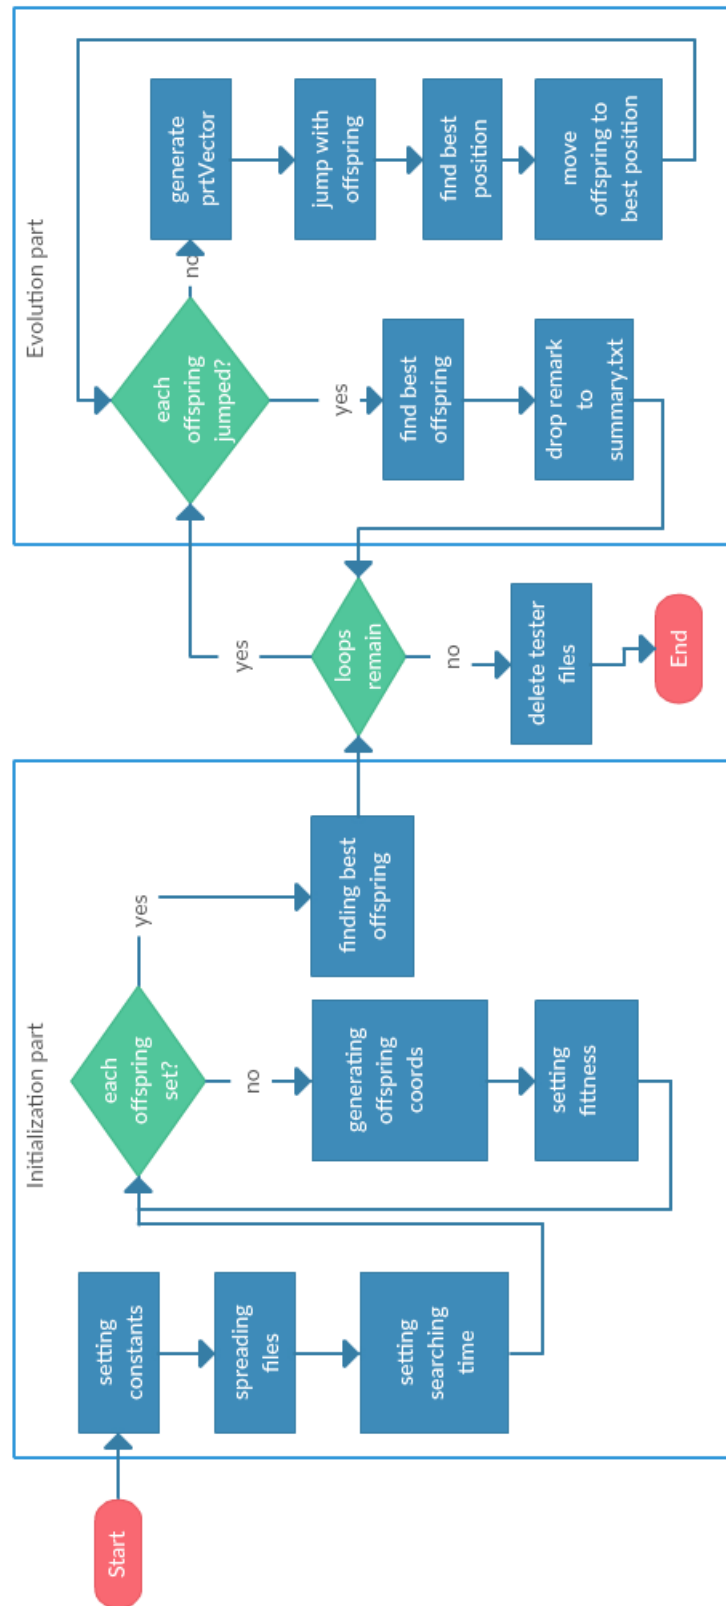 Start
Initialization part
setting
constants
spreading
files
setting
searching
time
each
offspring
set?
no
generating
offspring
coords
setting
fittness
yes
finding best
offspring
loops
remain
no
delete tester
files
End
yes
Evolution part
each
offspring
jumped?
no
generate
prtVector
jump with
offspring
find best
position
move
offspring to
best position
yes
find best
offspring
drop remark
to
summary.txt